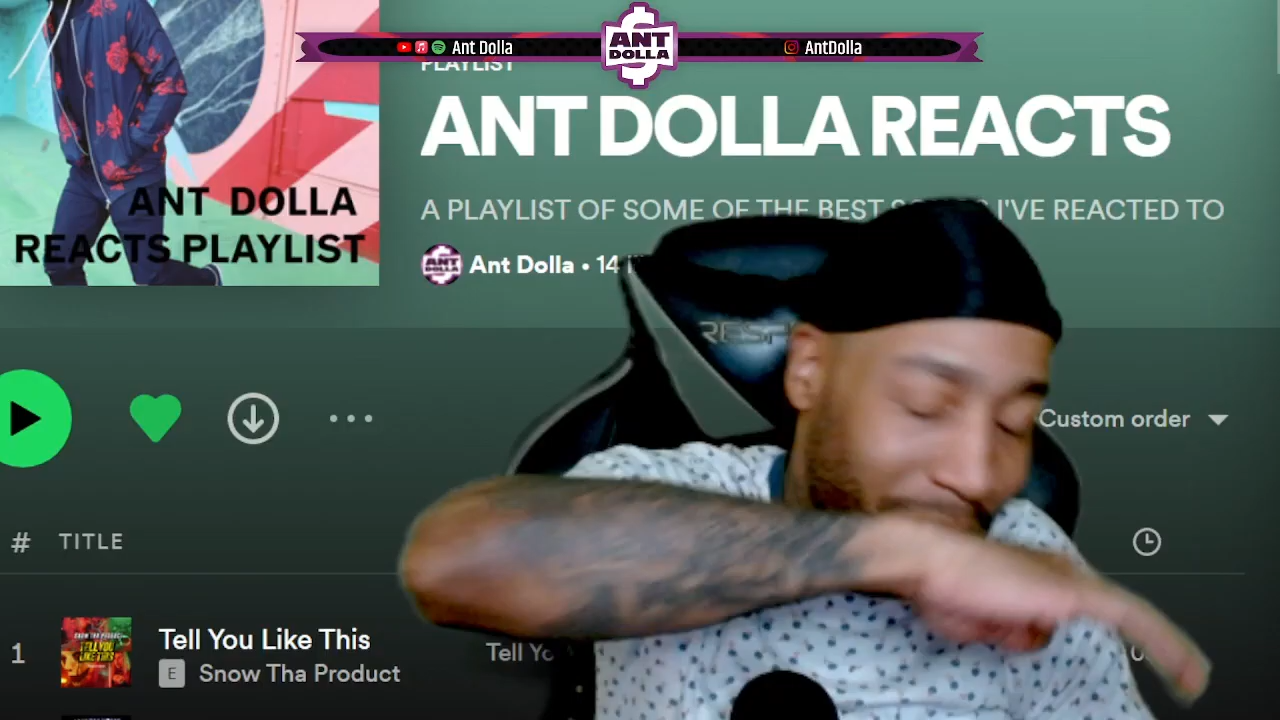 Ant Dolla
ANT
DOLLA
AntDolla
PLAYLIST
ANT DOLLA REACTS
A PLAYLIST OF SOME OF THE BEST I'VE REACTED TO
Ant Dolla • 14
ANT DOLLA
REACTS PLAYLIST
Custom order
# TITLE
1 Tell You Like This
E Snow Tha Product
Tell